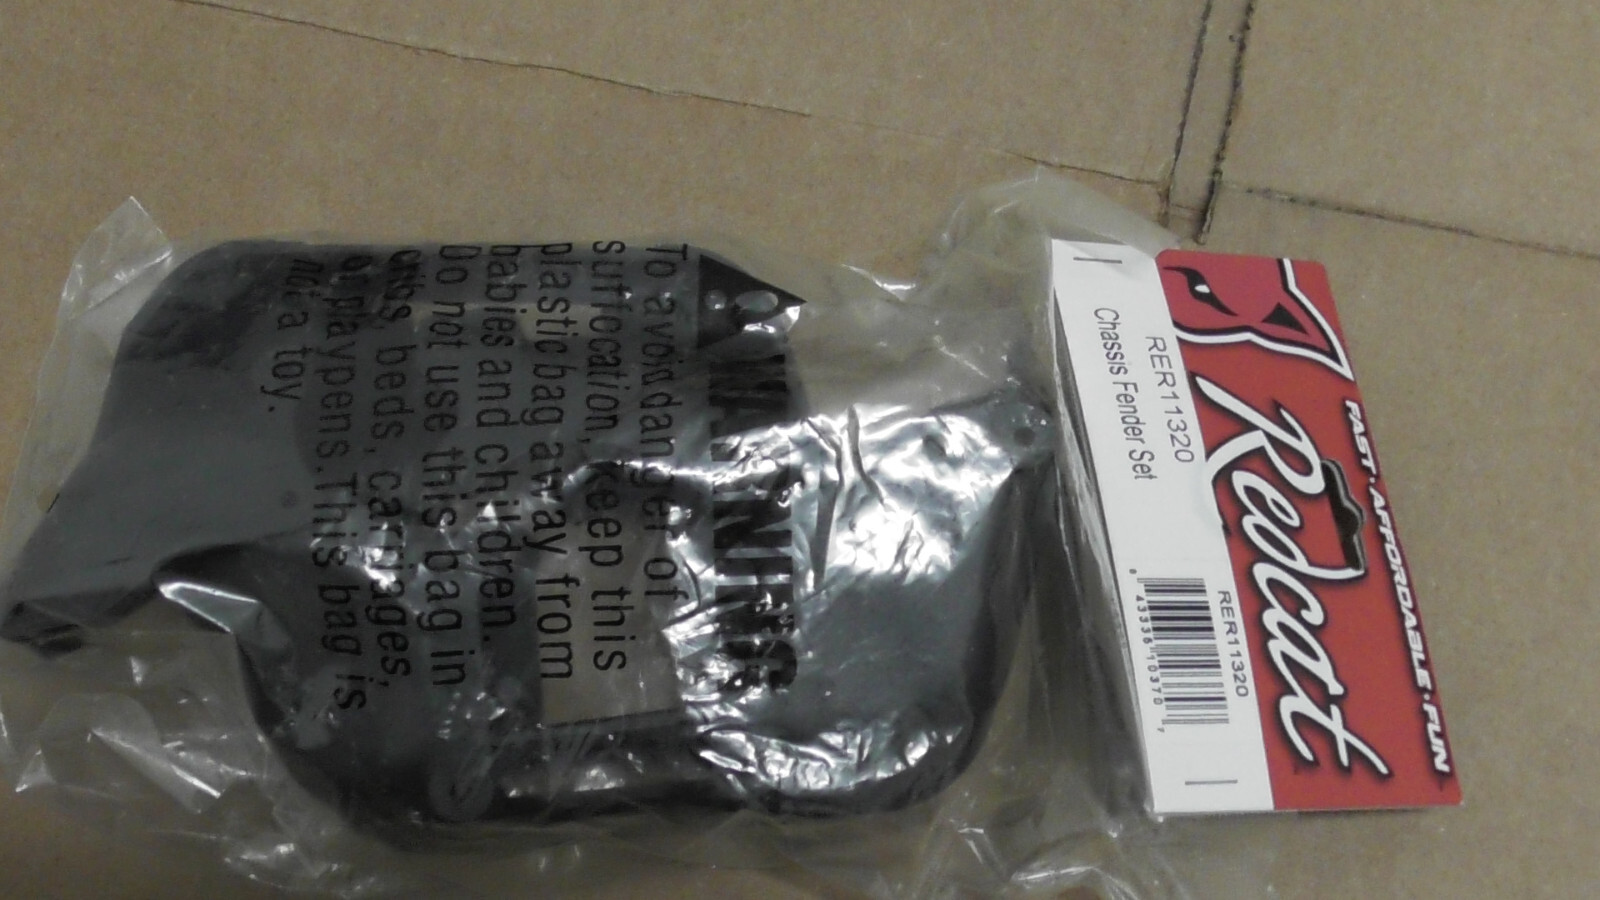 Redcat
FAST · AFFORDABLE · FUN
RER11320
Chassis Fender Set
RER11320
WARNING
To avoid danger of
suffocation, keep this
plastic bag away from
babies and children.
Do not use this bag in
cribs, beds, carriages,
or playpens. This bag is
not a toy.